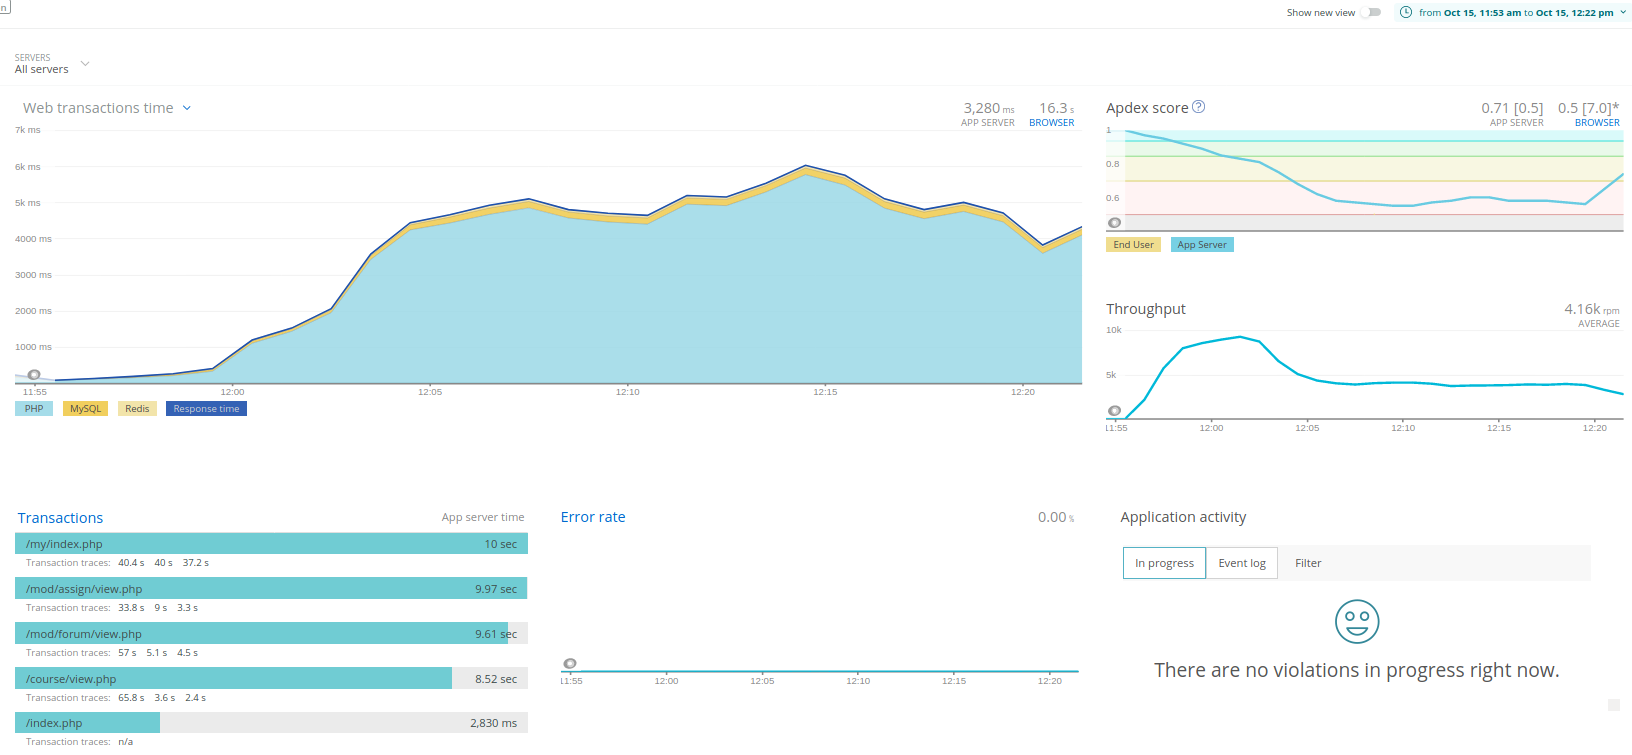 n
Show new view
from Oct 15, 11:53 am to Oct 15, 12:22 pm
SERVERS
All servers
Web transactions time
3,280 ms
APP SERVER
16.3 s
BROWSER
7k ms
6k ms
5k ms
4000 ms
3000 ms
2000 ms
1000 ms
11:55 12:00 12:05 12:10 12:15 12:20
PHP MySQL Redis Response time
Apdex score ?
0.71 [0.5]
APP SERVER
0.5 [7.0]*
BROWSER
1
0.8
0.6
End User App Server
Throughput
4.16k rpm
AVERAGE
10k
5k
11:55 12:00 12:05 12:10 12:15 12:20
Transactions App server time
/my/index.php 10 sec
Transaction traces: 40.4 s 40 s 37.2 s
/mod/assign/view.php 9.97 sec
Transaction traces: 33.8 s 9 s 3.3 s
/mod/forum/view.php 9.61 sec
Transaction traces: 57 s 5.1 s 4.5 s
/course/view.php 8.52 sec
Transaction traces: 65.8 s 3.6 s 2.4 s
/index.php 2,830 ms
Transaction traces: n/a
Error rate 0.00 %
11:55 12:00 12:05 12:10 12:15 12:20
Application activity
In progress Event log Filter
There are no violations in progress right now.